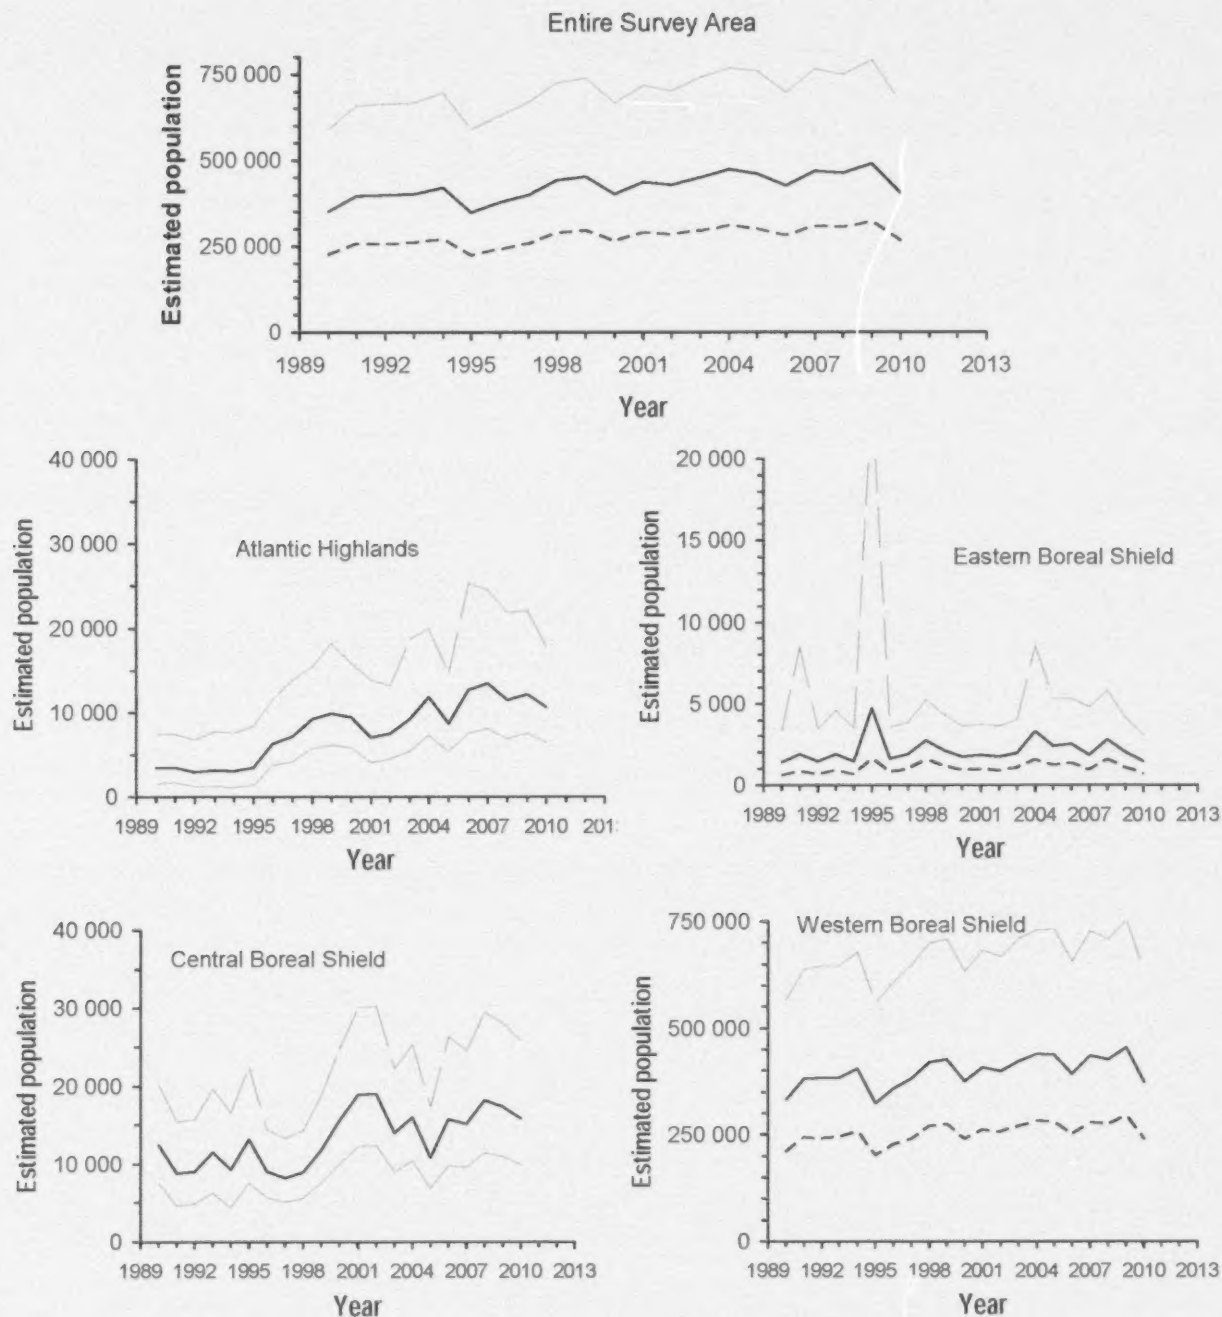 Entire Survey Area
Estimated population
750 000
500 000
250 000
0
1989 1992 1995 1998 2001 2004 2007 2010 2013
Year
Atlantic Highlands
Estimated population
40 000
30 000
20 000
10 000
0
1989 1992 1995 1998 2001 2004 2007 2010 201
Year
Eastern Boreal Shield
Estimated population
20 000
15 000
10 000
5 000
0
1989 1992 1995 1998 2001 2004 2007 2010 2013
Year
Central Boreal Shield
Estimated population
40 000
30 000
20 000
10 000
0
1989 1992 1995 1998 2001 2004 2007 2010 2013
Year
Western Boreal Shield
Estimated population
750 000
500 000
250 000
0
1989 1992 1995 1998 2001 2004 2007 2010 2013
Year